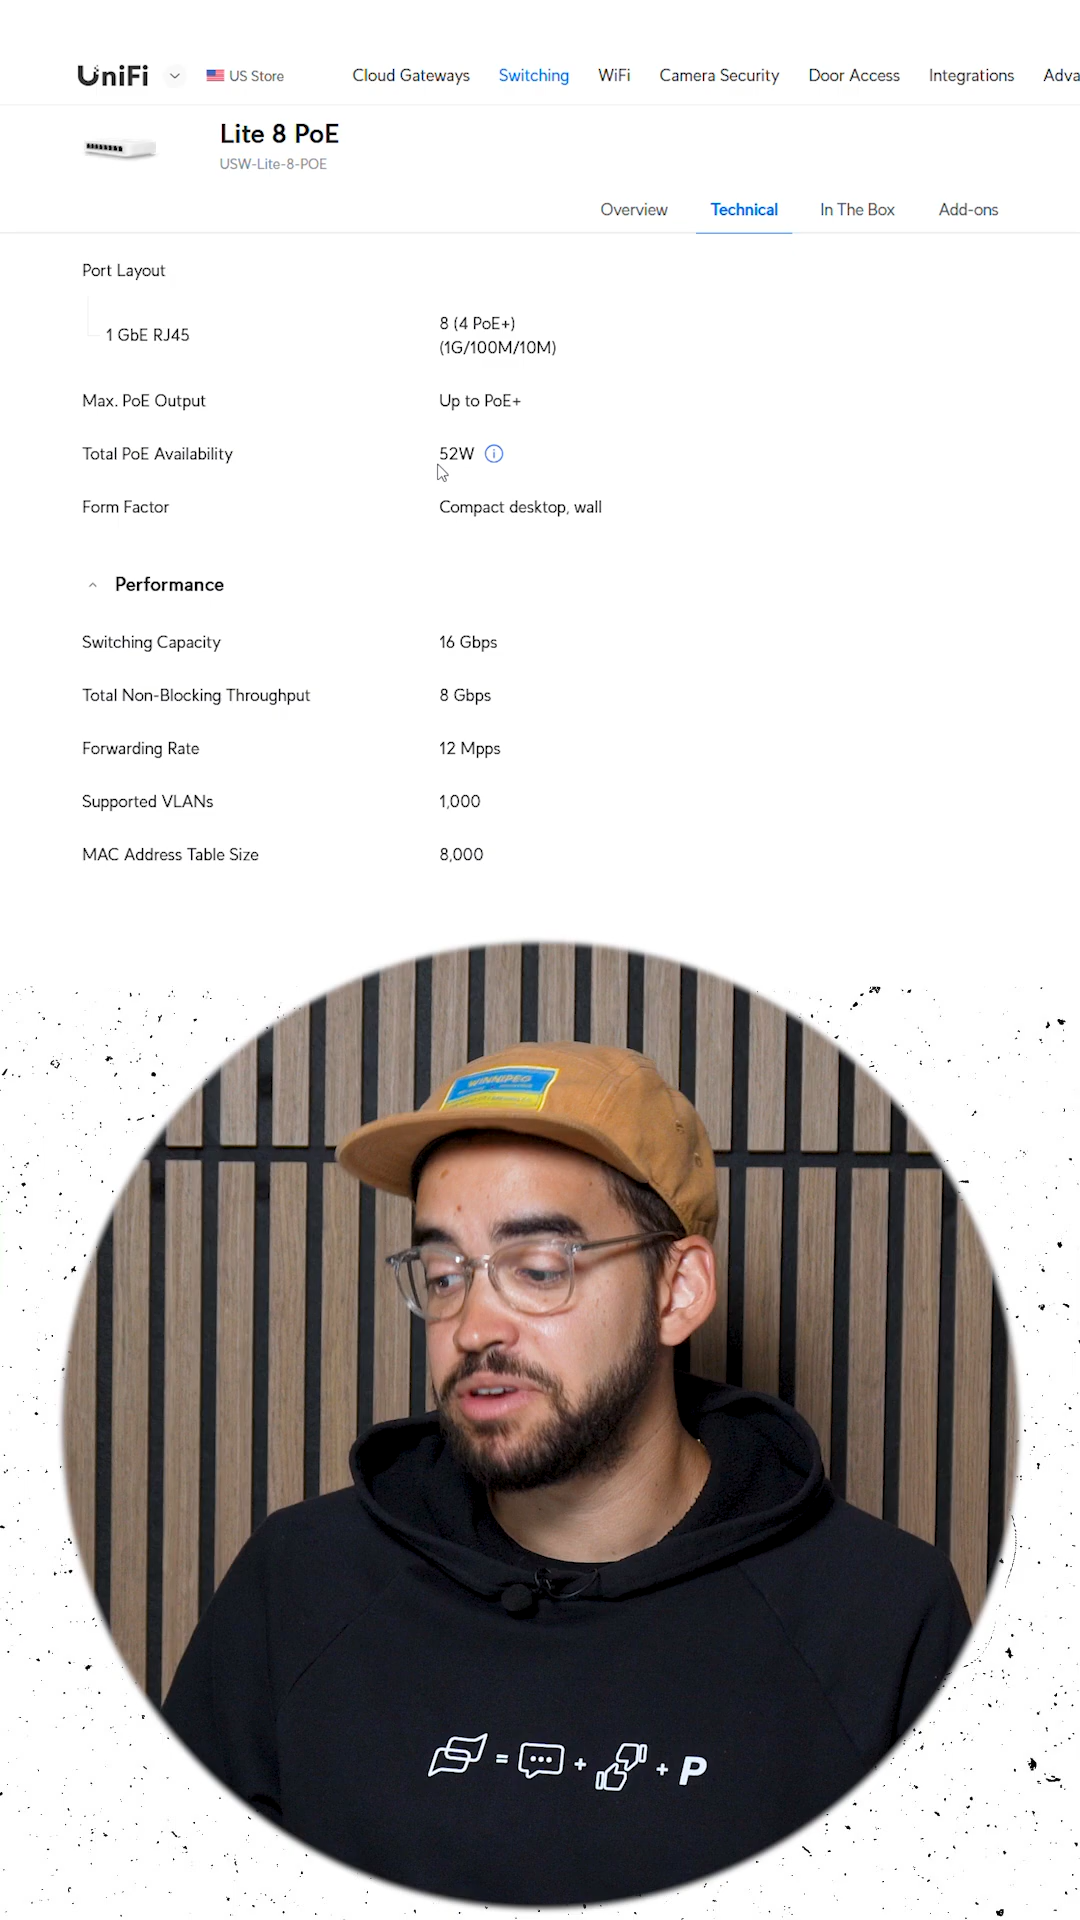 UniFi
US Store
Cloud Gateways
Switching
WiFi
Camera Security
Door Access
Integrations
Adva
Lite 8 PoE
USW-Lite-8-POE
Overview
Technical
In The Box
Add-ons
Port Layout
1 GbE RJ45
8 (4 PoE+)
(1G/100M/10M)
Max. PoE Output
Up to PoE+
Total PoE Availability
52W
Form Factor
Compact desktop, wall
Performance
Switching Capacity
16 Gbps
Total Non-Blocking Throughput
8 Gbps
Forwarding Rate
12 Mpps
Supported VLANs
1,000
MAC Address Table Size
8,000
WINNIPEG
= + + P